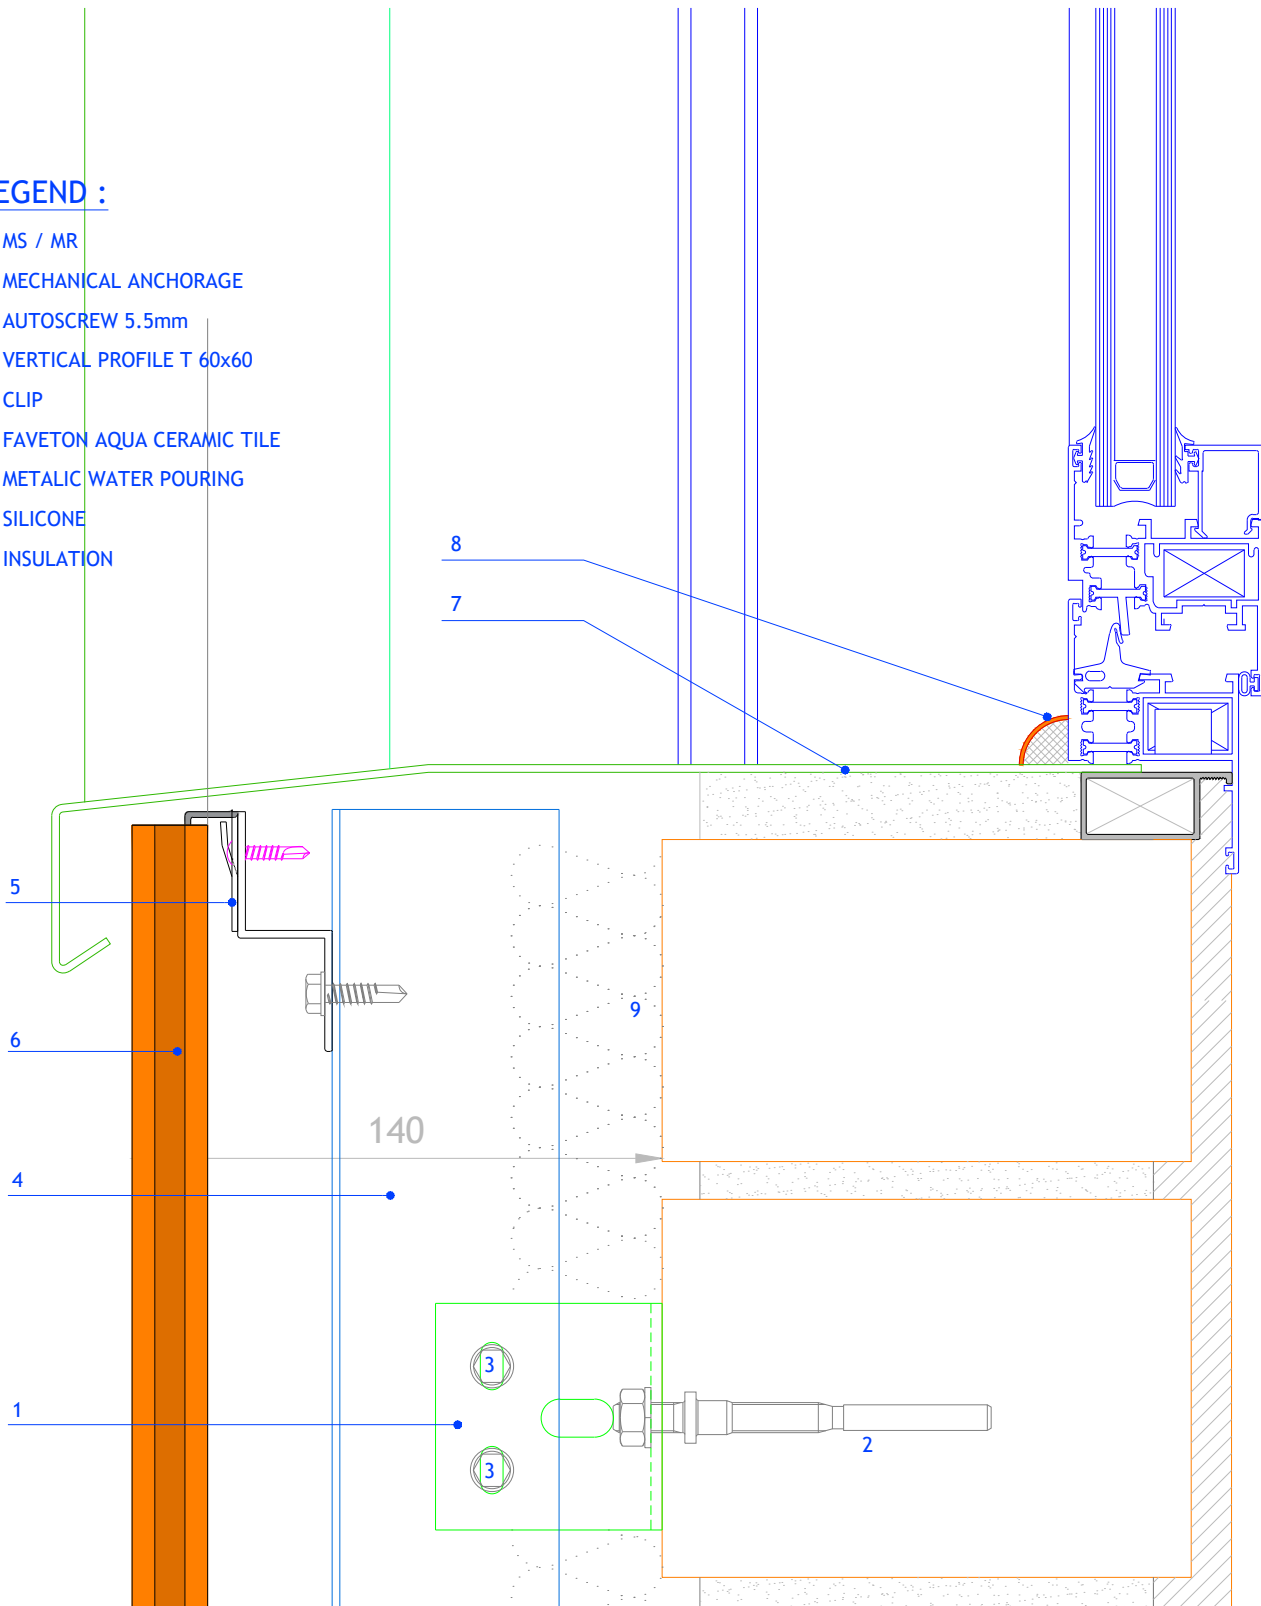 EGEND :
MS / MR
MECHANICAL ANCHORAGE
AUTOSCREW 5.5mm
VERTICAL PROFILE T 60x60
CLIP
FAVETON AQUA CERAMIC TILE
METALIC WATER POURING
SILICONE
INSULATION
8
7
5
9
6
140
4
3
1
2
3